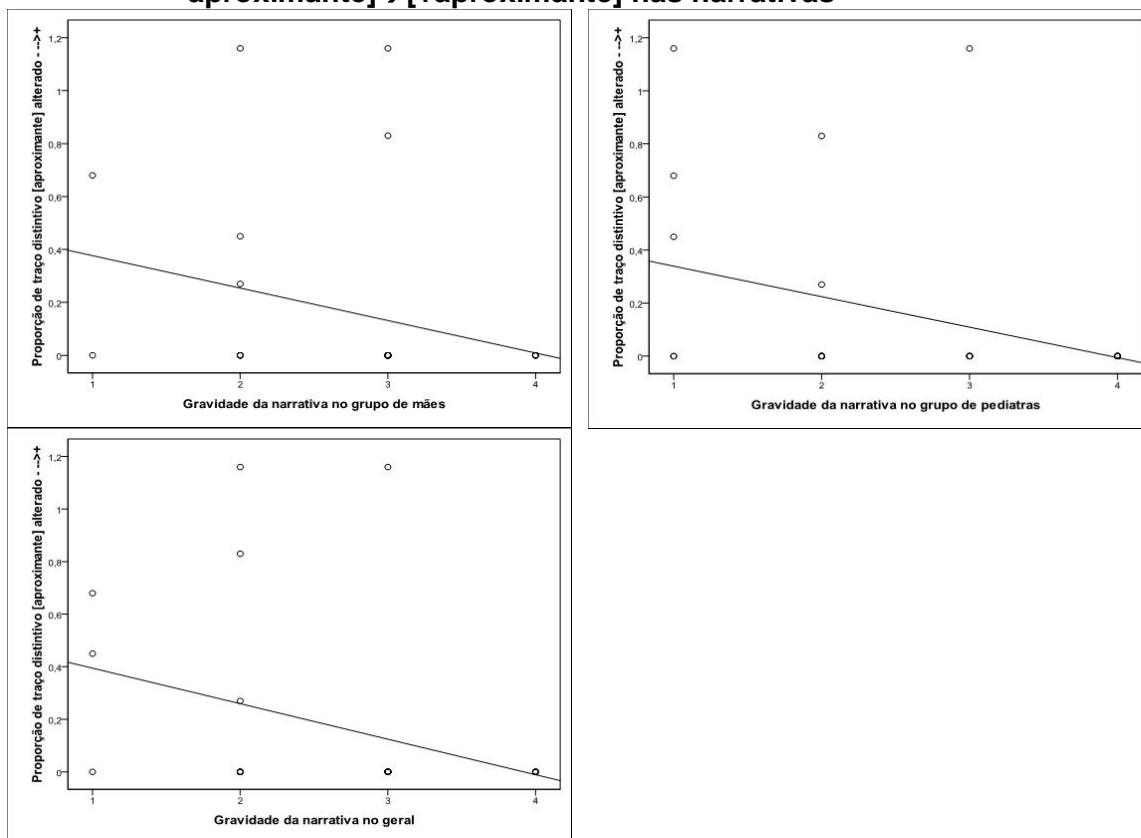 aproximante] → [+aproximante] nas narrativas
Proporção de traço distintivo [aproximante] alterado - -->+
1,2
1
0,8
0,6
0,4
0,2
0
1 2 3 4
Gravidade da narrativa no grupo de mães
Proporção de traço distintivo [aproximante] alterado - -->+
1,2
1
0,8
0,6
0,4
0,2
0
1 2 3 4
Gravidade da narrativa no grupo de pediatras
Proporção de traço distintivo [aproximante] alterado - -->+
1,2
1
0,8
0,6
0,4
0,2
0
1 2 3 4
Gravidade da narrativa no geral